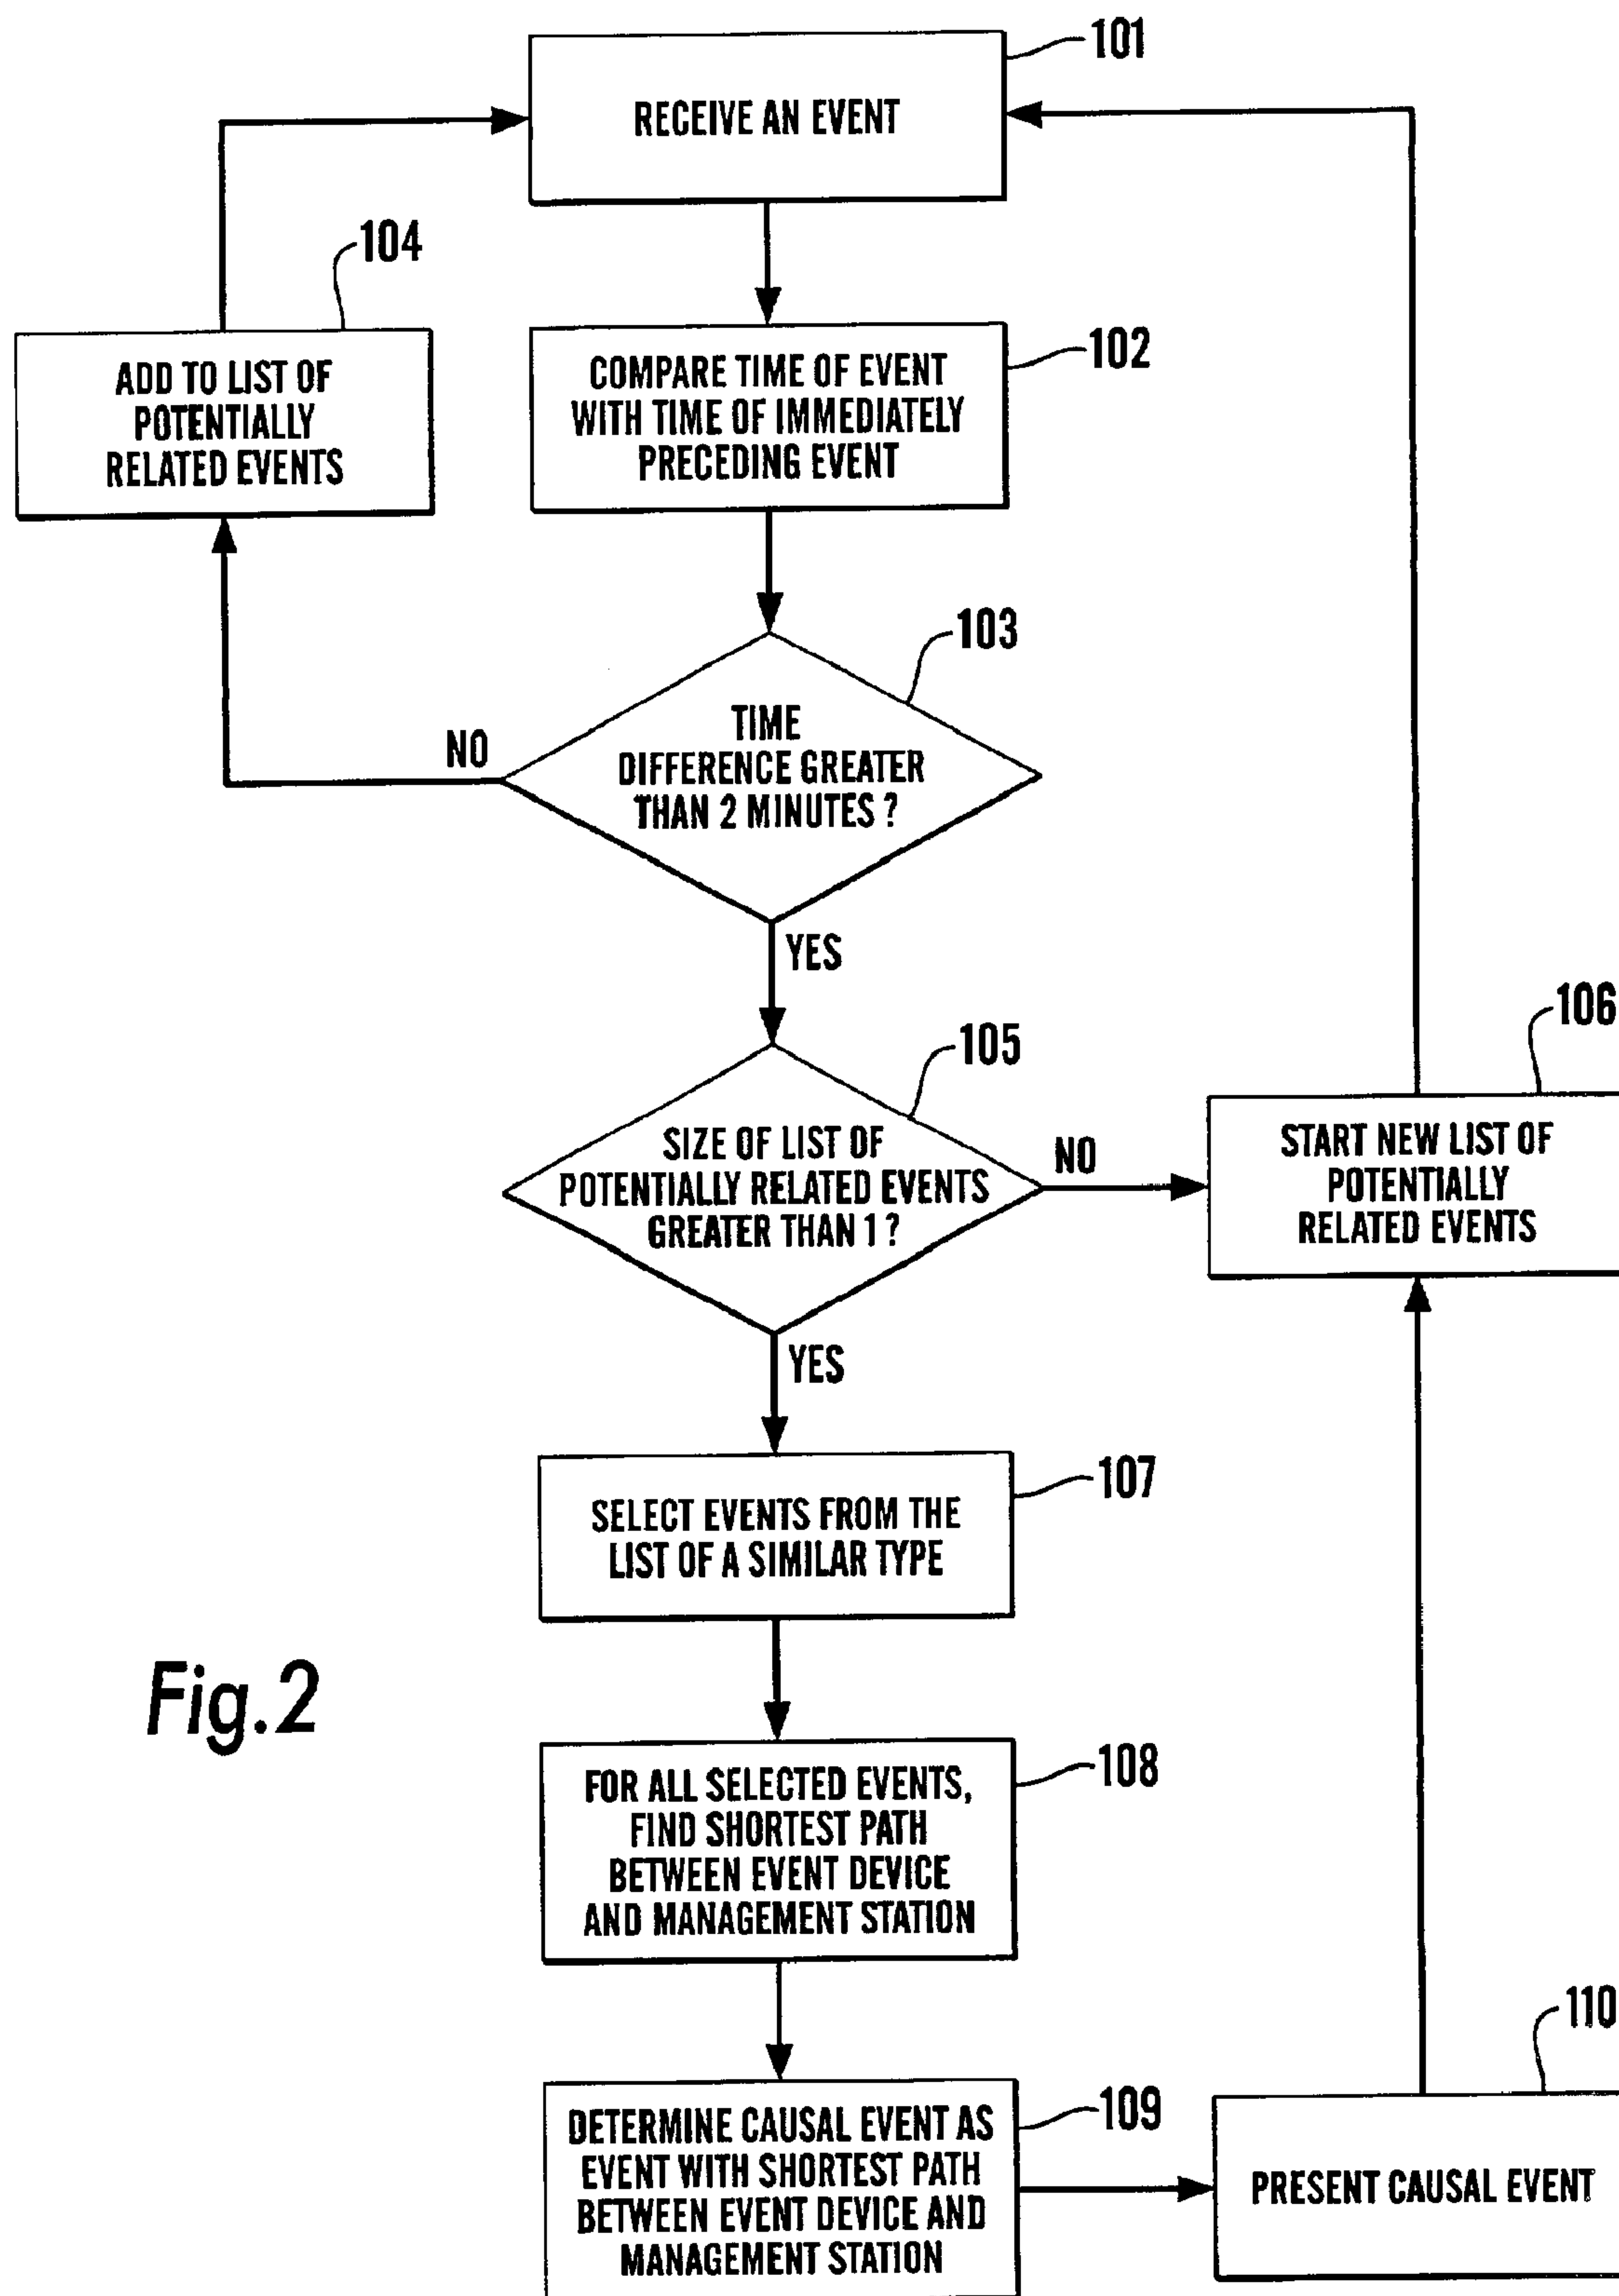 101
RECEIVE AN EVENT
104
ADD TO LIST OF
POTENTIALLY
RELATED EVENTS
102
COMPARE TIME OF EVENT
WITH TIME OF IMMEDIATELY
PRECEDING EVENT
103
TIME
DIFFERENCE GREATER
THAN 2 MINUTES ?
NO
YES
105
SIZE OF LIST OF
POTENTIALLY RELATED EVENTS
GREATER THAN 1 ?
NO
106
START NEW LIST OF
POTENTIALLY
RELATED EVENTS
YES
107
SELECT EVENTS FROM THE
LIST OF A SIMILAR TYPE
Fig.2
108
FOR ALL SELECTED EVENTS,
FIND SHORTEST PATH
BETWEEN EVENT DEVICE
AND MANAGEMENT STATION
109
DETERMINE CAUSAL EVENT AS
EVENT WITH SHORTEST PATH
BETWEEN EVENT DEVICE AND
MANAGEMENT STATION
110
PRESENT CAUSAL EVENT